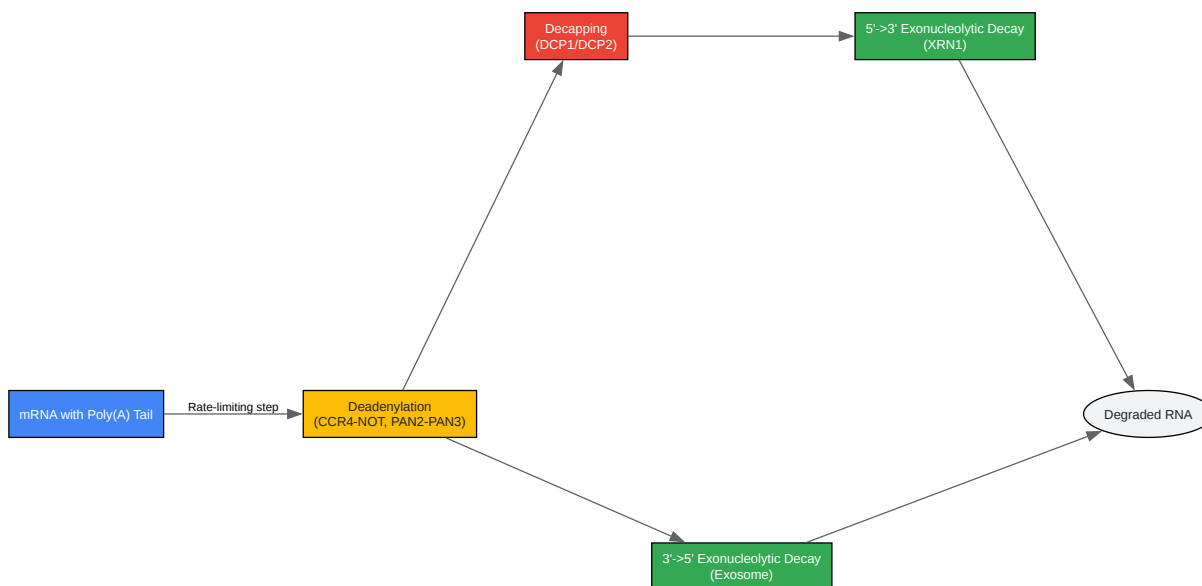 Decapping
(DCP1/DCP2)
5'->3' Exonucleolytic Decay
(XRN1)
mRNA with Poly(A) Tail
Rate-limiting step
Deadenylation
(CCR4-NOT, PAN2-PAN3)
Degraded RNA
3'->5' Exonucleolytic Decay
(Exosome)